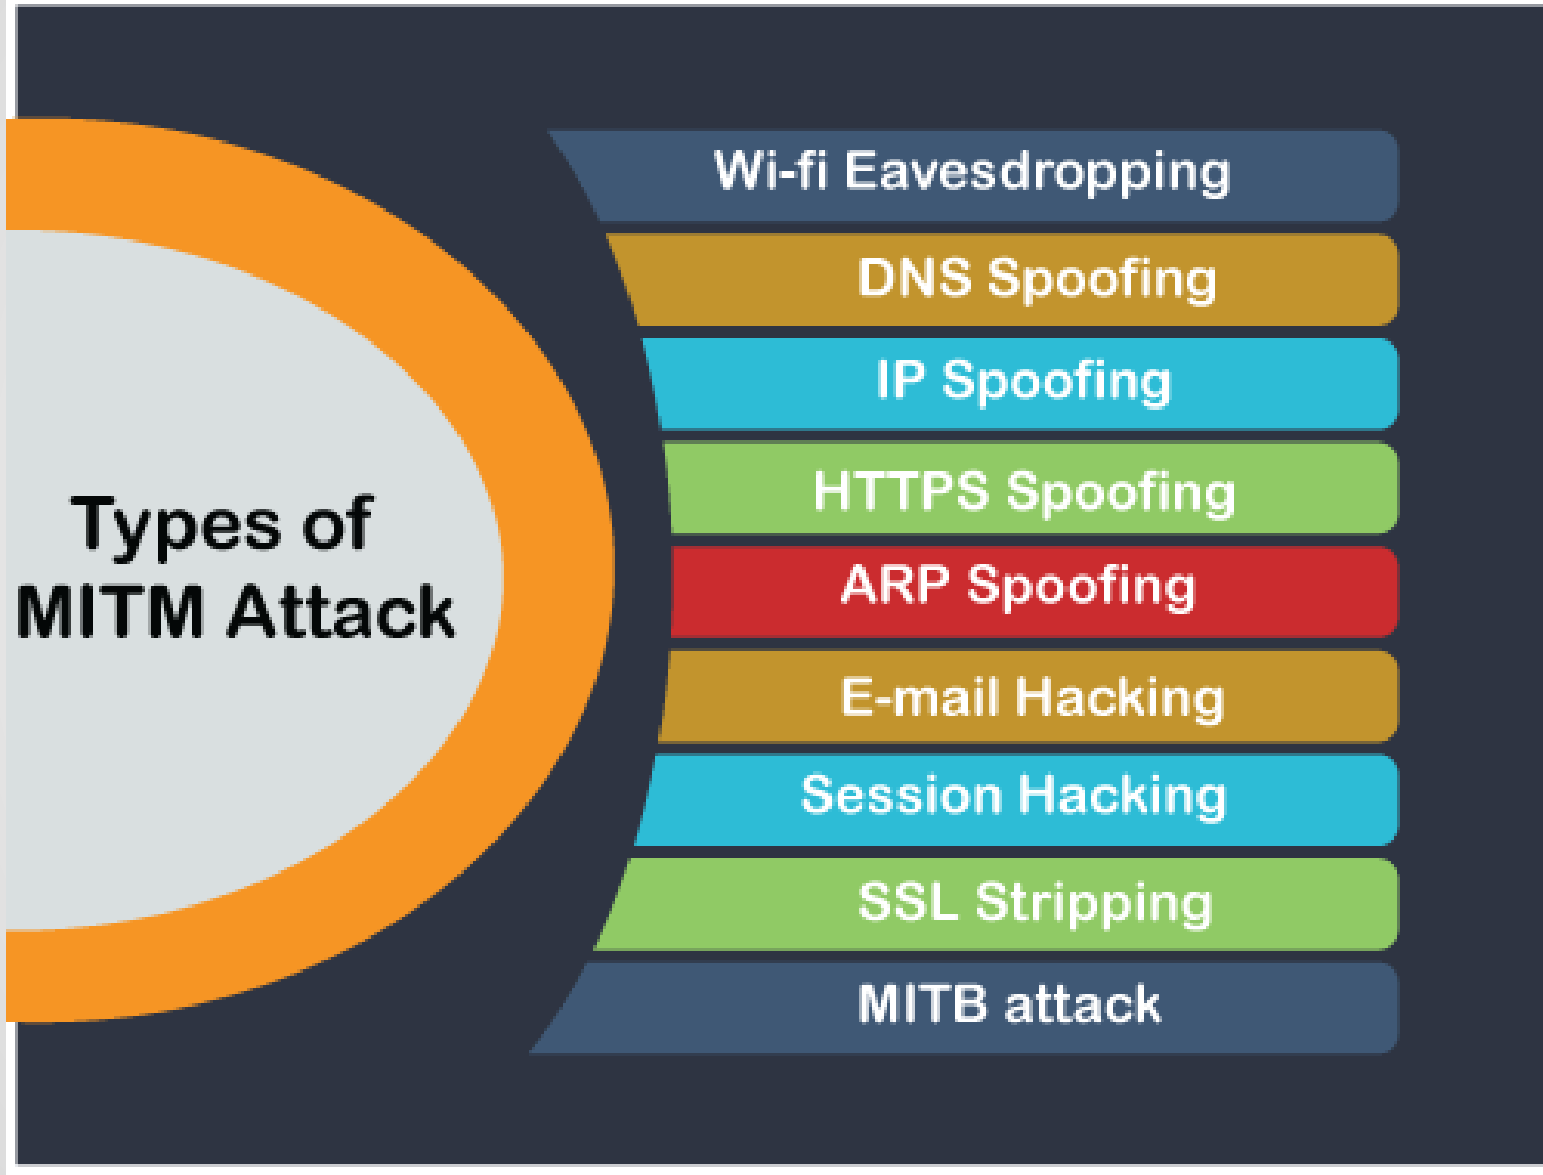 Types of
MITM Attack
Wi-fi Eavesdropping
DNS Spoofing
IP Spoofing
HTTPS Spoofing
ARP Spoofing
E-mail Hacking
Session Hacking
SSL Stripping
MITB attack